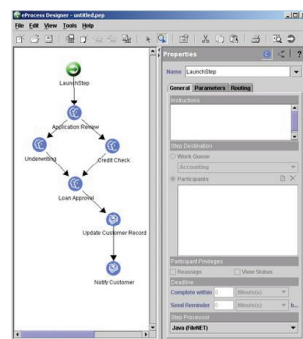 eProcess Designer - untitled.pep
File Edit View Tools Help
LaunchStep
Application Review
Underwriting
Credit Check
Loan Approval
Update Customer Record
Notify Customer
Properties
?
Name LaunchStep
General Parameters Routing
Instructions
Step Destination
Work Queue
Accounting
Participants
Participant Privileges
Reassign View Status
Deadline
Complete within 0 Minute(s)
Send Reminder 0 Minute(s) b...
Step Processor
Java (FileNET)